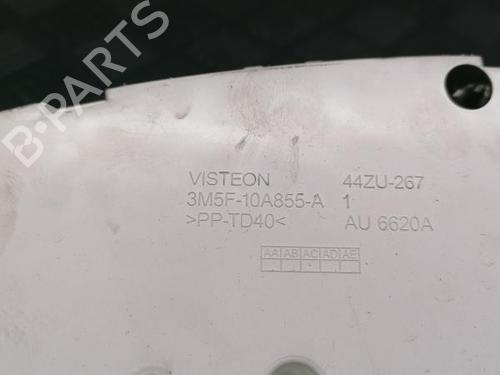 B-PARTS
VISTEON 44ZU-267
3M5F-10A855-A 1
>PP-TD40< AU 6620A
AA AB AC AD AE